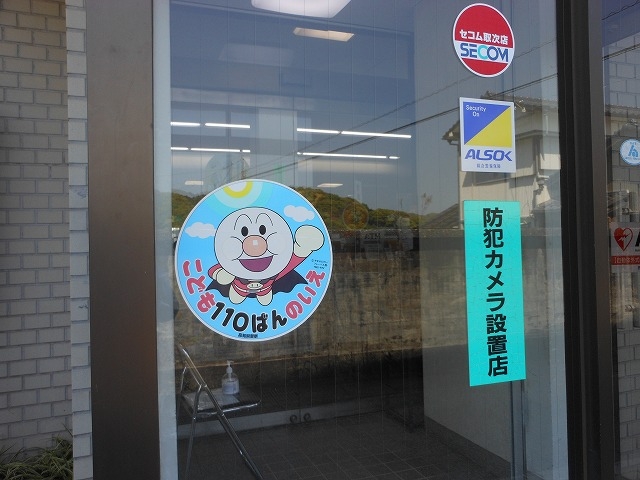 セコム取次店
SECOM
Security
On
ALSOK
防犯カメラ設置店
こども110ばんのいえ